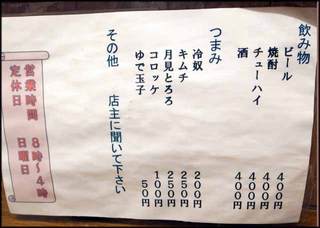 飲み物
ビール 400円
焼酎 400円
チューハイ 400円
酒 400円
つまみ
冷奴 200円
キムチ 250円
月見とろろ 250円
コロッケ 100円
ゆで玉子 50円
その他 店主に聞いて下さい
営業時間 8時～4時
定休日 日曜日